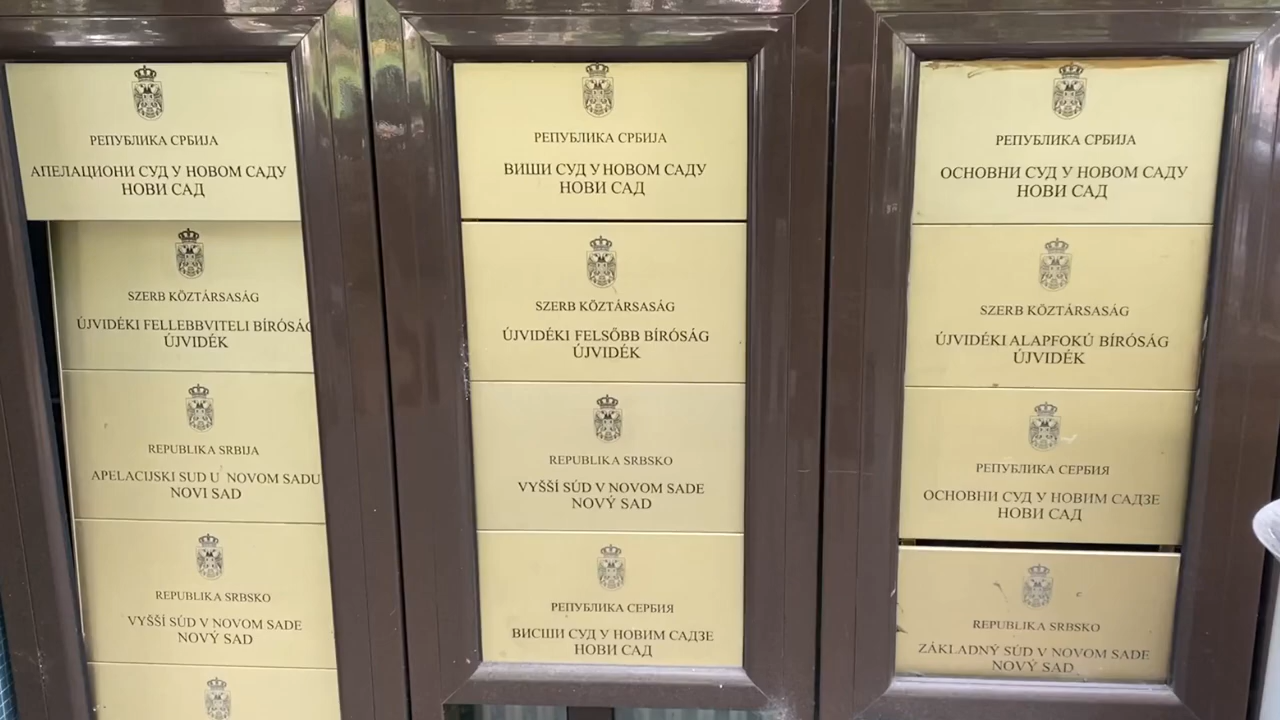 РЕПУБЛИКА СРБИЈА
АПЕЛАЦИОНИ СУД У НОВОМ САДУ
НОВИ САД
SZERB KÖZTÁRSASÁG
ÚJVIDÉKI FELLEBBVITELI BÍRÓSÁG
ÚJVIDÉK
REPUBLIKA SRBIJA
APELACIJSKI SUD U NOVOM SADU
NOVI SAD
REPUBLIKA SRBSKO
VYŠŠÍ SÚD V NOVOM SADE
NOVÝ SAD
РЕПУБЛИКА СРБИЈА
ВИШИ СУД У НОВОМ САДУ
НОВИ САД
SZERB KÖZTÁRSASÁG
ÚJVIDÉKI FELSŐBB BÍRÓSÁG
ÚJVIDÉK
REPUBLIKA SRBSKO
VYŠŠÍ SÚD V NOVOM SADE
NOVÝ SAD
РЕПУБЛИКА СЕРБИЯ
ВИСШИ СУД У НОВИМ САДЗЕ
НОВИ САД
РЕПУБЛИКА СРБИЈА
ОСНОВНИ СУД У НОВОМ САДУ
НОВИ САД
SZERB KÖZTÁRSASÁG
ÚJVIDÉKI ALAPFOKÚ BÍRÓSÁG
ÚJVIDÉK
РЕПУБЛИКА СЕРБИЯ
ОСНОВНИ СУД У НОВИМ САДЗЕ
НОВИ САД
REPUBLIKA SRBSKO
ZÁKLADNÝ SÚD V NOVOM SADE
NOVÝ SAD